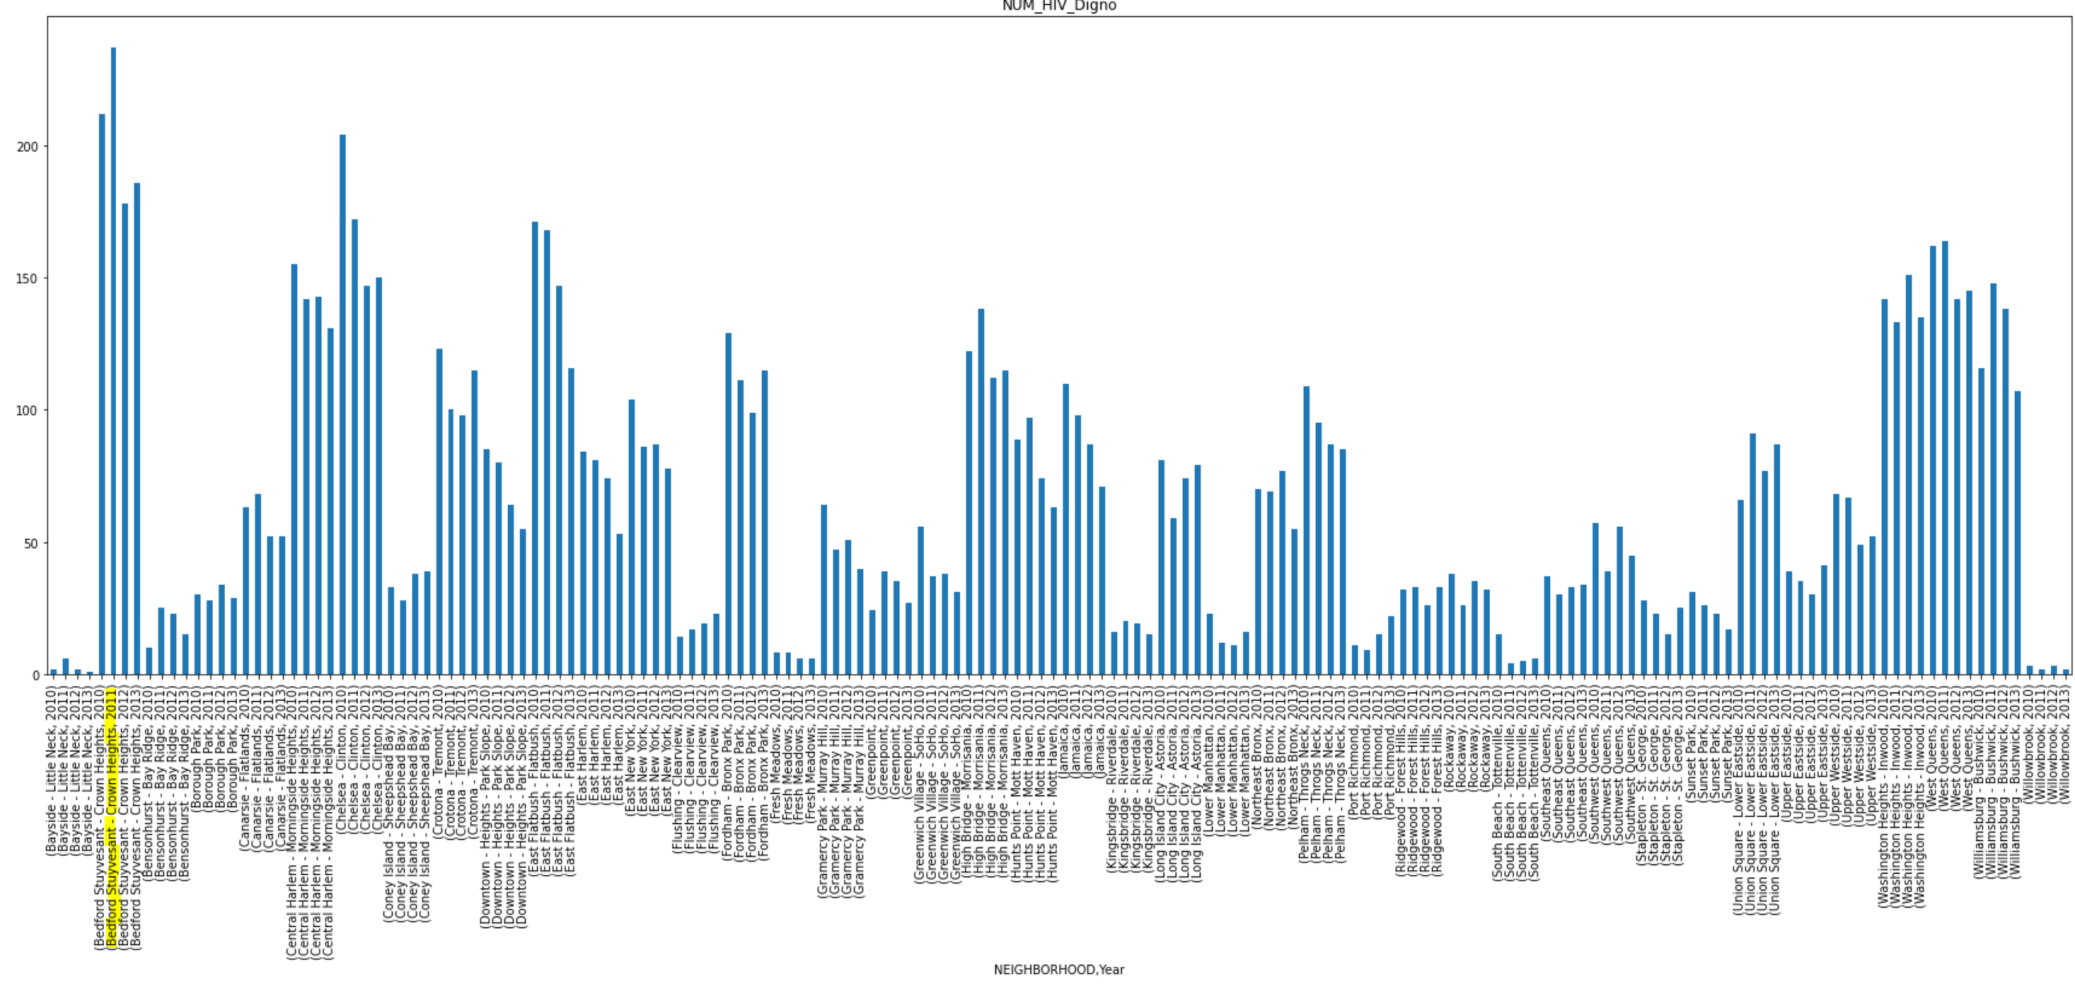 NUM_HIV_Digno
200
150
100
50
0
(Bayside - Little Neck, 2010)
(Bayside - Little Neck, 2011)
(Bayside - Little Neck, 2012)
(Bayside - Little Neck, 2013)
(Bedford Stuyvesant - Crown Heights, 2010)
(Bedford Stuyvesant - Crown Heights, 2011)
(Bedford Stuyvesant - Crown Heights, 2012)
(Bedford Stuyvesant - Crown Heights, 2013)
(Bensonhurst - Bay Ridge, 2010)
(Bensonhurst - Bay Ridge, 2011)
(Bensonhurst - Bay Ridge, 2012)
(Bensonhurst - Bay Ridge, 2013)
(Borough Park, 2010)
(Borough Park, 2011)
(Borough Park, 2012)
(Borough Park, 2013)
(Canarsie - Flatlands, 2010)
(Canarsie - Flatlands, 2011)
(Canarsie - Flatlands, 2012)
(Canarsie - Flatlands, 2013)
(Central Harlem - Morningside Heights, 2010)
(Central Harlem - Morningside Heights, 2011)
(Central Harlem - Morningside Heights, 2012)
(Central Harlem - Morningside Heights, 2013)
(Chelsea - Clinton, 2010)
(Chelsea - Clinton, 2011)
(Chelsea - Clinton, 2012)
(Chelsea - Clinton, 2013)
(Coney Island - Sheepshead Bay, 2010)
(Coney Island - Sheepshead Bay, 2011)
(Coney Island - Sheepshead Bay, 2012)
(Coney Island - Sheepshead Bay, 2013)
(Crotona - Tremont, 2010)
(Crotona - Tremont, 2011)
(Crotona - Tremont, 2012)
(Crotona - Tremont, 2013)
(Downtown - Heights - Park Slope, 2010)
(Downtown - Heights - Park Slope, 2011)
(Downtown - Heights - Park Slope, 2012)
(Downtown - Heights - Park Slope, 2013)
(East Flatbush - Flatbush, 2010)
(East Flatbush - Flatbush, 2011)
(East Flatbush - Flatbush, 2012)
(East Flatbush - Flatbush, 2013)
(East Harlem, 2010)
(East Harlem, 2011)
(East Harlem, 2012)
(East Harlem, 2013)
(East New York, 2010)
(East New York, 2011)
(East New York, 2012)
(East New York, 2013)
(Flushing - Clearview, 2010)
(Flushing - Clearview, 2011)
(Flushing - Clearview, 2012)
(Flushing - Clearview, 2013)
(Fordham - Bronx Park, 2010)
(Fordham - Bronx Park, 2011)
(Fordham - Bronx Park, 2012)
(Fordham - Bronx Park, 2013)
(Fresh Meadows, 2010)
(Fresh Meadows, 2011)
(Fresh Meadows, 2012)
(Fresh Meadows, 2013)
(Gramercy Park - Murray Hill, 2010)
(Gramercy Park - Murray Hill, 2011)
(Gramercy Park - Murray Hill, 2012)
(Gramercy Park - Murray Hill, 2013)
(Greenpoint, 2010)
(Greenpoint, 2011)
(Greenpoint, 2012)
(Greenpoint, 2013)
(Greenwich Village - SoHo, 2010)
(Greenwich Village - SoHo, 2011)
(Greenwich Village - SoHo, 2012)
(Greenwich Village - SoHo, 2013)
(High Bridge - Morrisania, 2010)
(High Bridge - Morrisania, 2011)
(High Bridge - Morrisania, 2012)
(High Bridge - Morrisania, 2013)
(Hunts Point - Mott Haven, 2010)
(Hunts Point - Mott Haven, 2011)
(Hunts Point - Mott Haven, 2012)
(Hunts Point - Mott Haven, 2013)
(Jamaica, 2010)
(Jamaica, 2011)
(Jamaica, 2012)
(Jamaica, 2013)
(Kingsbridge - Riverdale, 2010)
(Kingsbridge - Riverdale, 2011)
(Kingsbridge - Riverdale, 2012)
(Kingsbridge - Riverdale, 2013)
(Long Island City - Astoria, 2010)
(Long Island City - Astoria, 2011)
(Long Island City - Astoria, 2012)
(Long Island City - Astoria, 2013)
(Lower Manhattan, 2010)
(Lower Manhattan, 2011)
(Lower Manhattan, 2012)
(Lower Manhattan, 2013)
(Northeast Bronx, 2010)
(Northeast Bronx, 2011)
(Northeast Bronx, 2012)
(Northeast Bronx, 2013)
(Pelham - Throgs Neck, 2010)
(Pelham - Throgs Neck, 2011)
(Pelham - Throgs Neck, 2012)
(Pelham - Throgs Neck, 2013)
(Port Richmond, 2010)
(Port Richmond, 2011)
(Port Richmond, 2012)
(Port Richmond, 2013)
(Ridgewood - Forest Hills, 2010)
(Ridgewood - Forest Hills, 2011)
(Ridgewood - Forest Hills, 2012)
(Ridgewood - Forest Hills, 2013)
(Rockaway, 2010)
(Rockaway, 2011)
(Rockaway, 2012)
(Rockaway, 2013)
(South Beach - Tottenville, 2010)
(South Beach - Tottenville, 2011)
(South Beach - Tottenville, 2012)
(South Beach - Tottenville, 2013)
(Southeast Queens, 2010)
(Southeast Queens, 2011)
(Southeast Queens, 2012)
(Southeast Queens, 2013)
(Southwest Queens, 2010)
(Southwest Queens, 2011)
(Southwest Queens, 2012)
(Southwest Queens, 2013)
(Stapleton - St. George, 2010)
(Stapleton - St. George, 2011)
(Stapleton - St. George, 2012)
(Stapleton - St. George, 2013)
(Sunset Park, 2010)
(Sunset Park, 2011)
(Sunset Park, 2012)
(Sunset Park, 2013)
(Union Square - Lower Eastside, 2010)
(Union Square - Lower Eastside, 2011)
(Union Square - Lower Eastside, 2012)
(Union Square - Lower Eastside, 2013)
(Upper Eastside, 2010)
(Upper Eastside, 2011)
(Upper Eastside, 2012)
(Upper Eastside, 2013)
(Upper Westside, 2010)
(Upper Westside, 2011)
(Upper Westside, 2012)
(Upper Westside, 2013)
(Washington Heights - Inwood, 2010)
(Washington Heights - Inwood, 2011)
(Washington Heights - Inwood, 2012)
(Washington Heights - Inwood, 2013)
(West Queens, 2010)
(West Queens, 2011)
(West Queens, 2012)
(West Queens, 2013)
(Williamsburg - Bushwick, 2010)
(Williamsburg - Bushwick, 2011)
(Williamsburg - Bushwick, 2012)
(Williamsburg - Bushwick, 2013)
(Willowbrook, 2010)
(Willowbrook, 2011)
(Willowbrook, 2012)
(Willowbrook, 2013)
NEIGHBORHOOD,Year